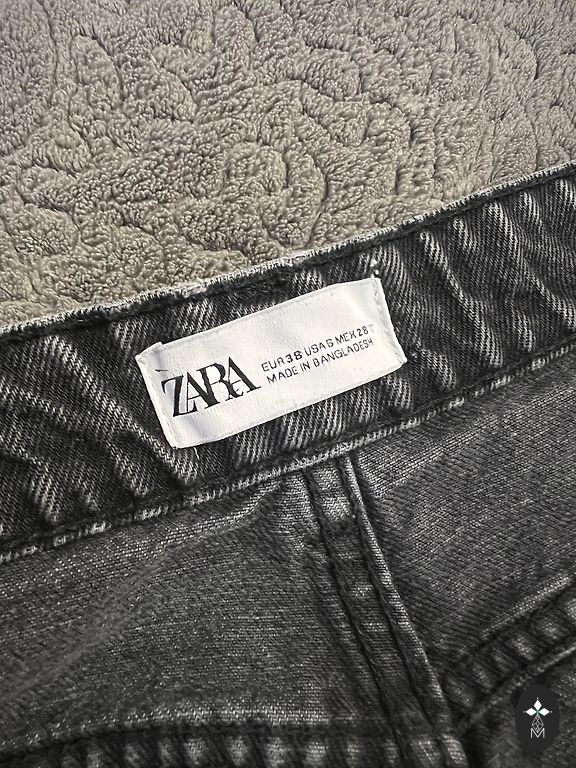 ZARA
EUR 38 USA 6 MEX 28
MADE IN BANGLADESH
M